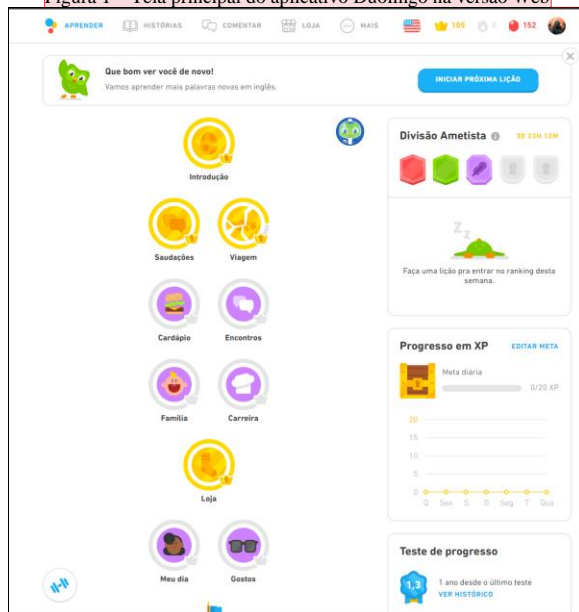 Figura 1 – Tela principal do aplicativo Duolingo na versão Web
APRENDER HISTÓRIAS COMENTAR LOJA MAIS 105 0 152
Que bom ver você de novo!
Vamos aprender mais palavras novas em inglês.
INICIAR PRÓXIMA LIÇÃO
Introdução
Saudações Viagem
Cardápio Encontros
Família Carreira
Loja
Meu dia Gostos
Divisão Ametista 3D 23H 12M
Z z
Faça uma lição pra entrar no ranking desta
semana.
Progresso em XP EDITAR META
Meta diária
0/20 XP
20
15
10
5
0
Q Sex S D Seg T Qua
Teste de progresso
1,3
1 ano desde o último teste
VER HISTÓRICO